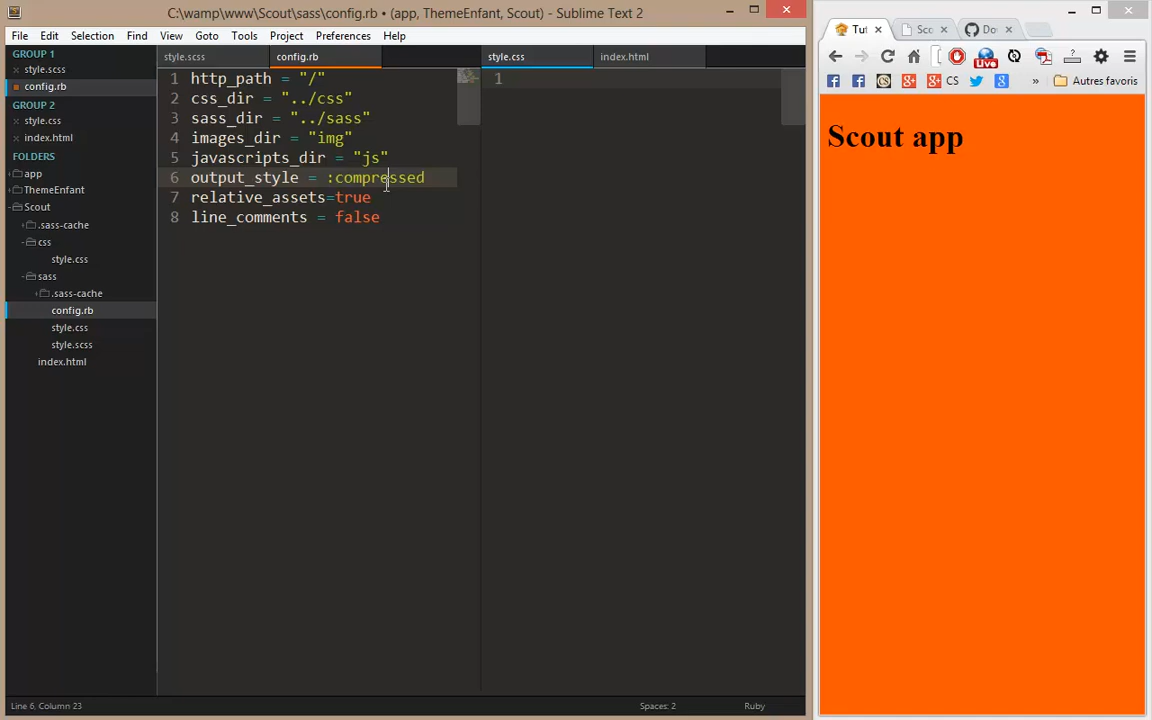 C:\wamp\www\Scout\sass\config.rb • (app, ThemeEnfant, Scout) - Sublime Text 2
File Edit Selection Find View Goto Tools Project Preferences Help
GROUP 1
style.scss
config.rb
GROUP 2
style.css
index.html
FOLDERS
app
ThemeEnfant
Scout
.sass-cache
css
style.css
sass
.sass-cache
config.rb
style.css
style.scss
index.html
style.scss
config.rb
1 http_path = "/"
2 css_dir = "../css"
3 sass_dir = "../sass"
4 images_dir = "img"
5 javascripts_dir = "js"
6 output_style = :compressed
7 relative_assets=true
8 line_comments = false
style.css
index.html
1
Line 6, Column 23
Spaces: 2
Ruby
Tut
Sco
Do
Live
CS
Autres favoris
Scout app